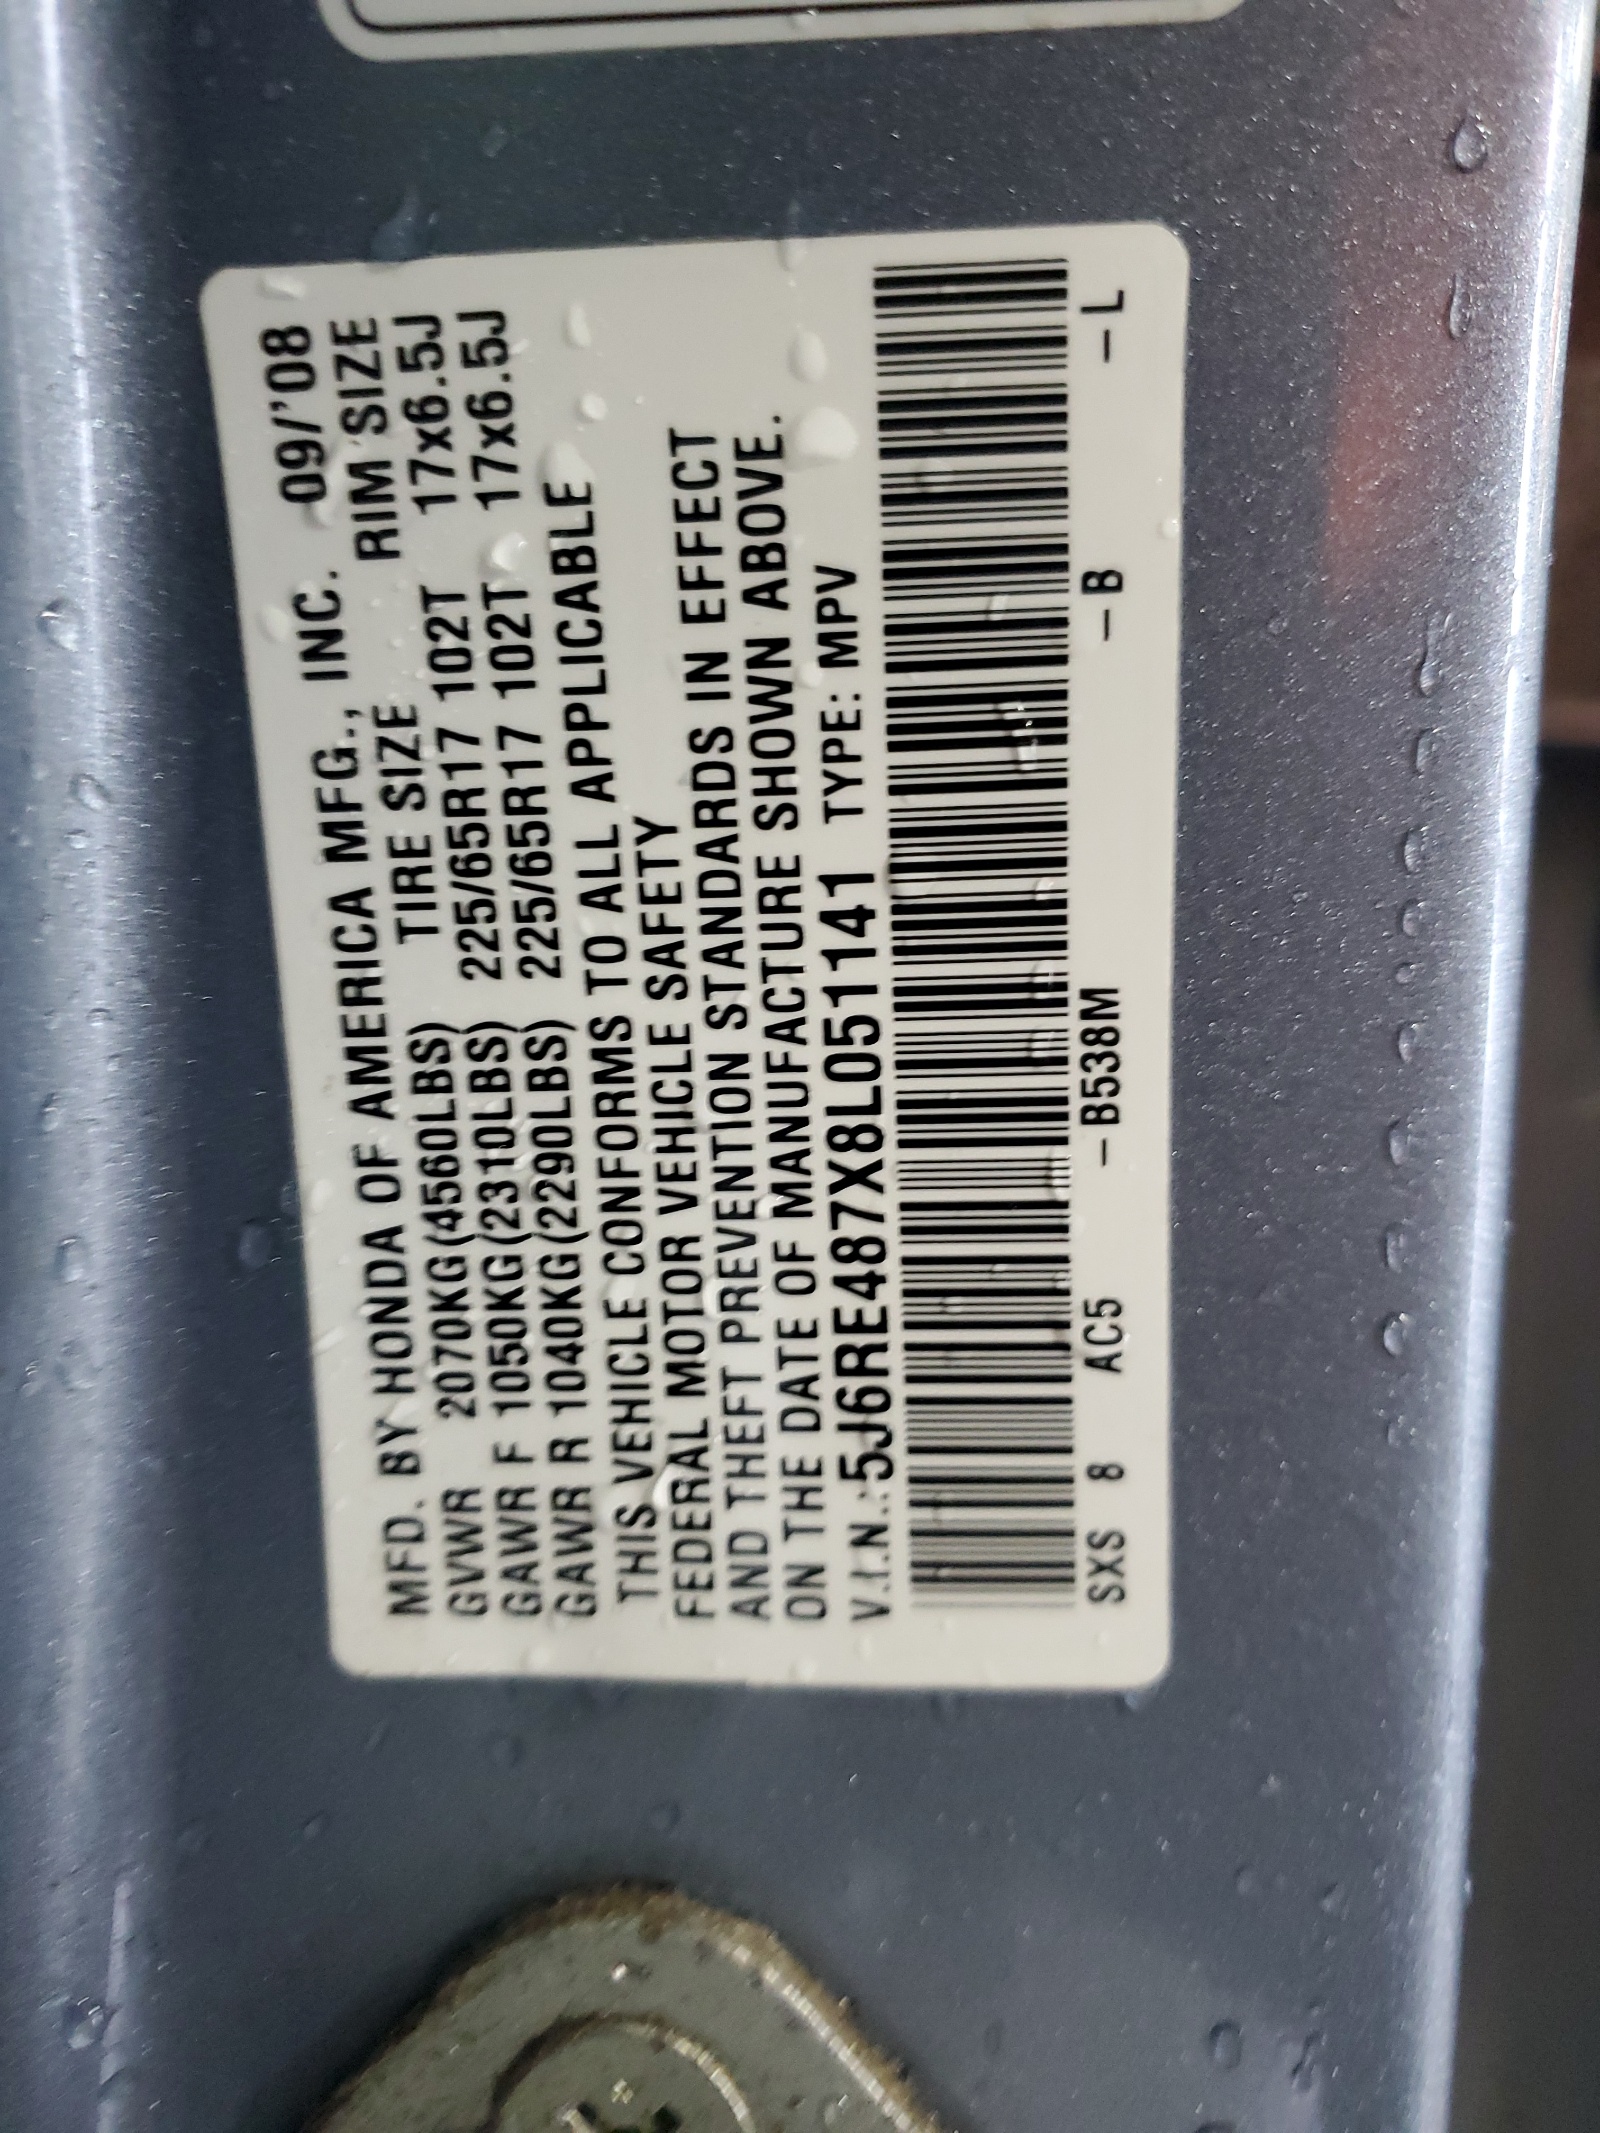 MFD. BY HONDA OF AMERICA MFG., INC. 09/'08
TIRE SIZE RIM SIZE
GVWR 2070KG(4560LBS)
GAWR F 1050KG(2310LBS) 225/65R17 102T 17x6.5J
GAWR R 1040KG(2290LBS) 225/65R17 102T 17x6.5J
THIS VEHICLE CONFORMS TO ALL APPLICABLE
FEDERAL MOTOR VEHICLE SAFETY
AND THEFT PREVENTION STANDARDS IN EFFECT
ON THE DATE OF MANUFACTURE SHOWN ABOVE.
V.I.N.:5J6RE487X8L051141 TYPE: MPV
SXS 8 AC5 –B538M –B –L